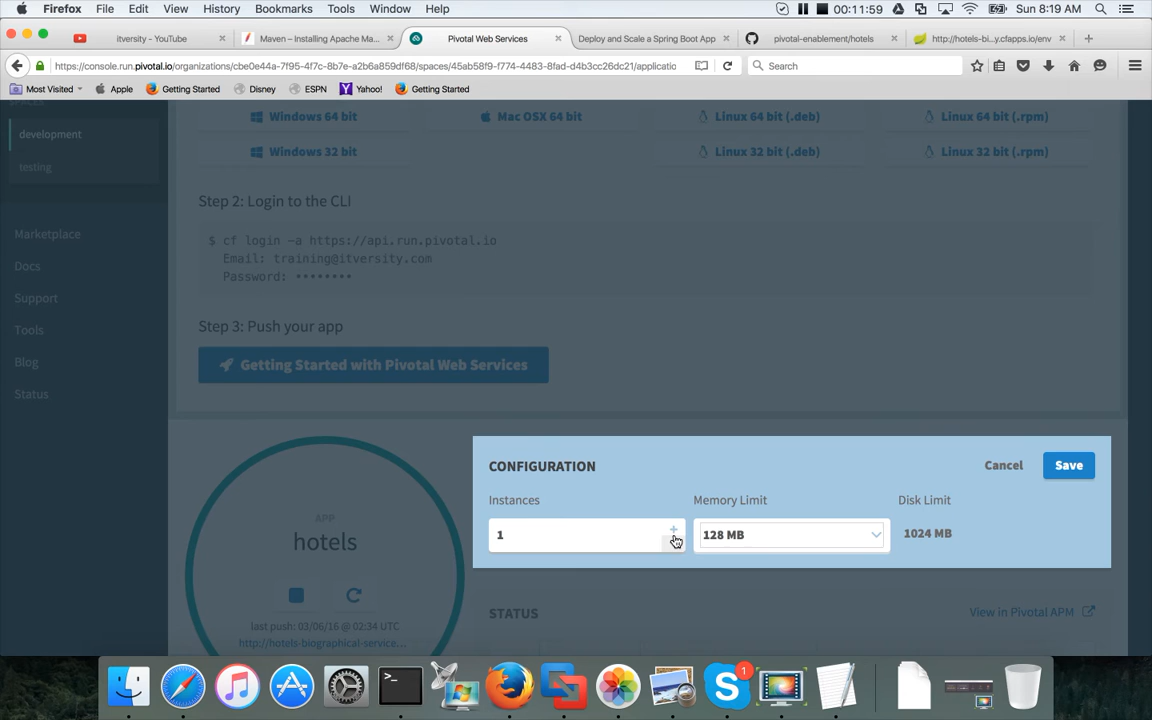 Firefox File Edit View History Bookmarks Tools Window Help 00:11:59 Sun 8:19 AM
itversity - YouTube Maven – Installing Apache Ma... Pivotal Web Services Deploy and Scale a Spring Boot App pivotal-enablement/hotels http://hotels-bi...y.cfapps.io/env
https://console.run.pivotal.io/organizations/cbe0e44a-7f95-4f7c-8b7e-a2b6a859df68/spaces/45ab58f9-f774-4483-8fad-d4b3cc26dc21/applicatio Search
Most Visited Apple Getting Started Disney ESPN Yahoo! Getting Started
SPACES
development
testing
Marketplace
Docs
Support
Tools
Blog
Status
Windows 64 bit Mac OSX 64 bit Linux 64 bit (.deb) Linux 64 bit (.rpm)
Windows 32 bit Linux 32 bit (.deb) Linux 32 bit (.rpm)
Step 2: Login to the CLI
$ cf login -a https://api.run.pivotal.io
Email: training@itversity.com
Password: ••••••••
Step 3: Push your app
Getting Started with Pivotal Web Services
CONFIGURATION Cancel Save
Instances Memory Limit Disk Limit
1 + 128 MB 1024 MB
APP
hotels
last push: 03/06/16 @ 02:34 UTC
http://hotels-biographical-service...
STATUS View in Pivotal APM
>_ 1